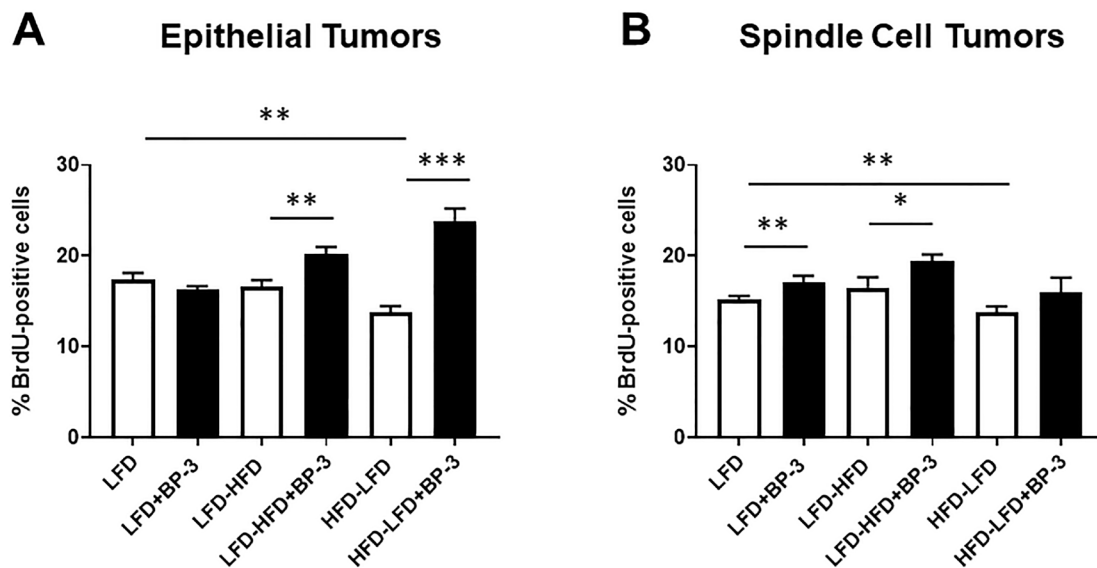 A Epithelial Tumors
**
***
**
% BrdU-positive cells
30
20
10
0
LFD
LFD+BP-3
LFD-HFD
LFD-HFD+BP-3
HFD-LFD
HFD-LFD+BP-3
B Spindle Cell Tumors
**
**
*
% BrdU-positive cells
30
20
10
0
LFD
LFD+BP-3
LFD-HFD
LFD-HFD+BP-3
HFD-LFD
HFD-LFD+BP-3